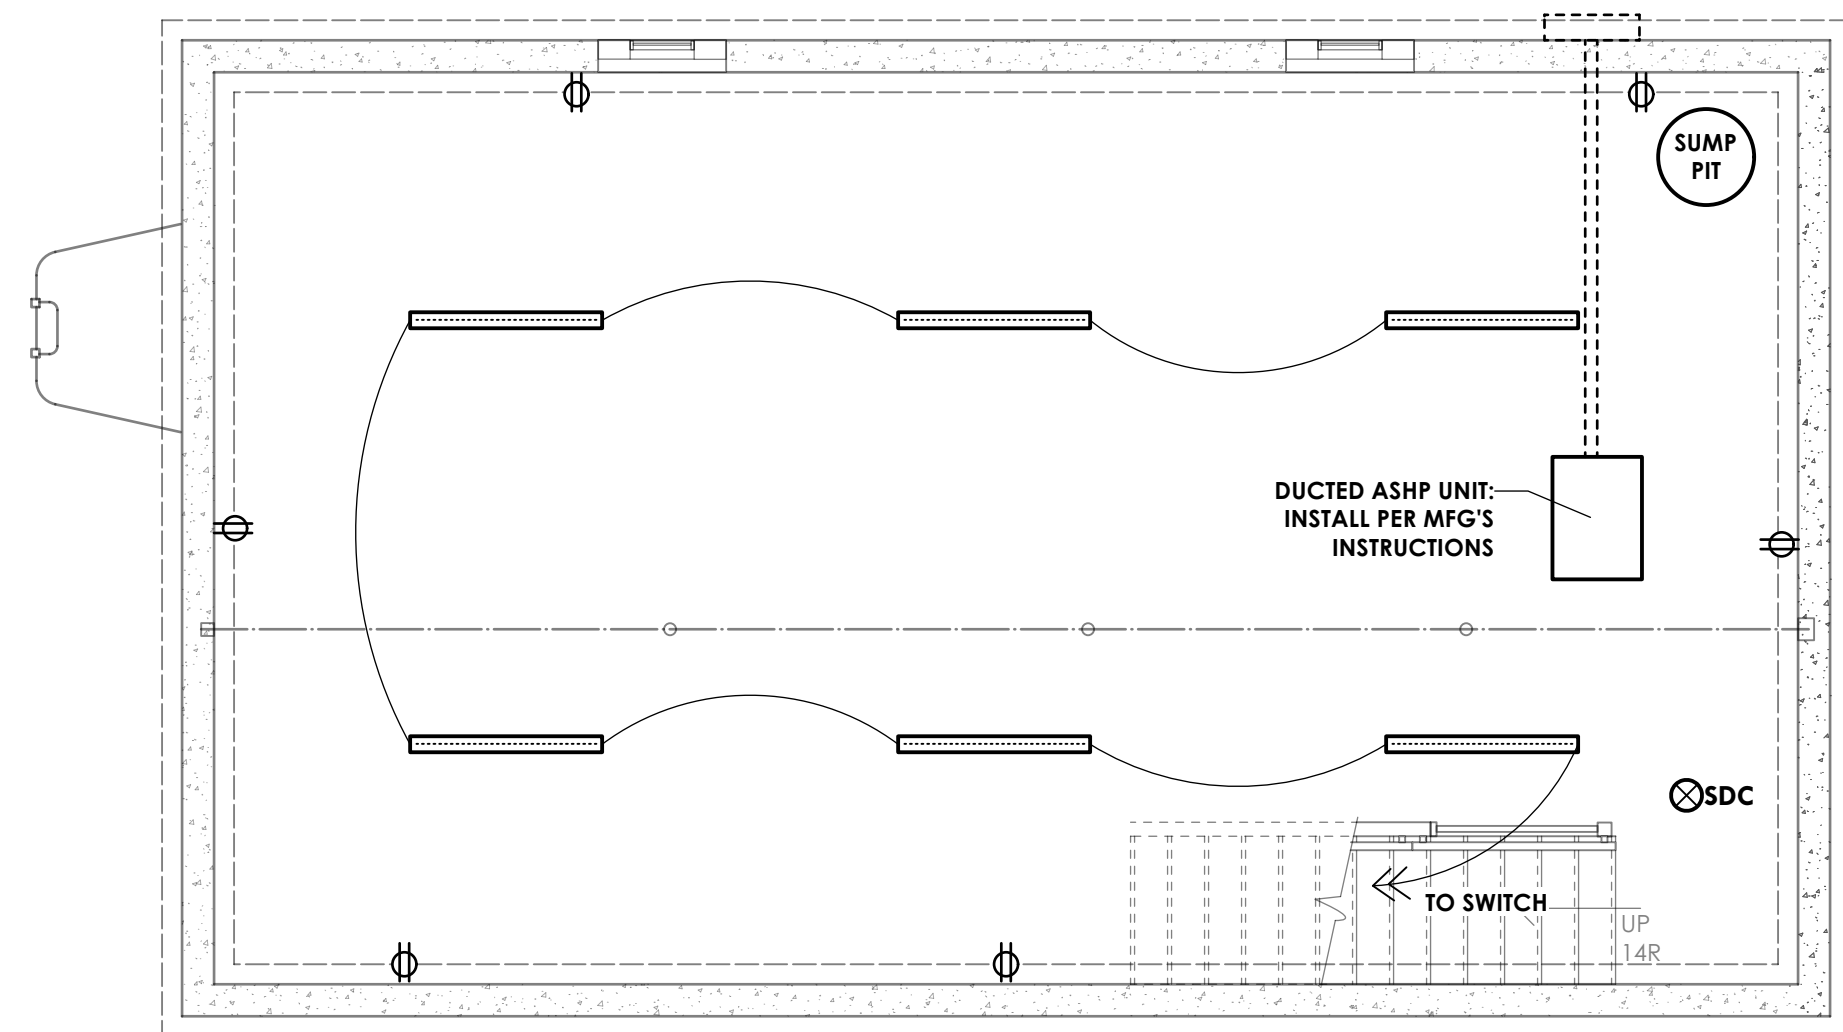 SUMP
PIT
DUCTED ASHP UNIT:
INSTALL PER MFG'S
INSTRUCTIONS
SDC
TO SWITCH
UP
14R